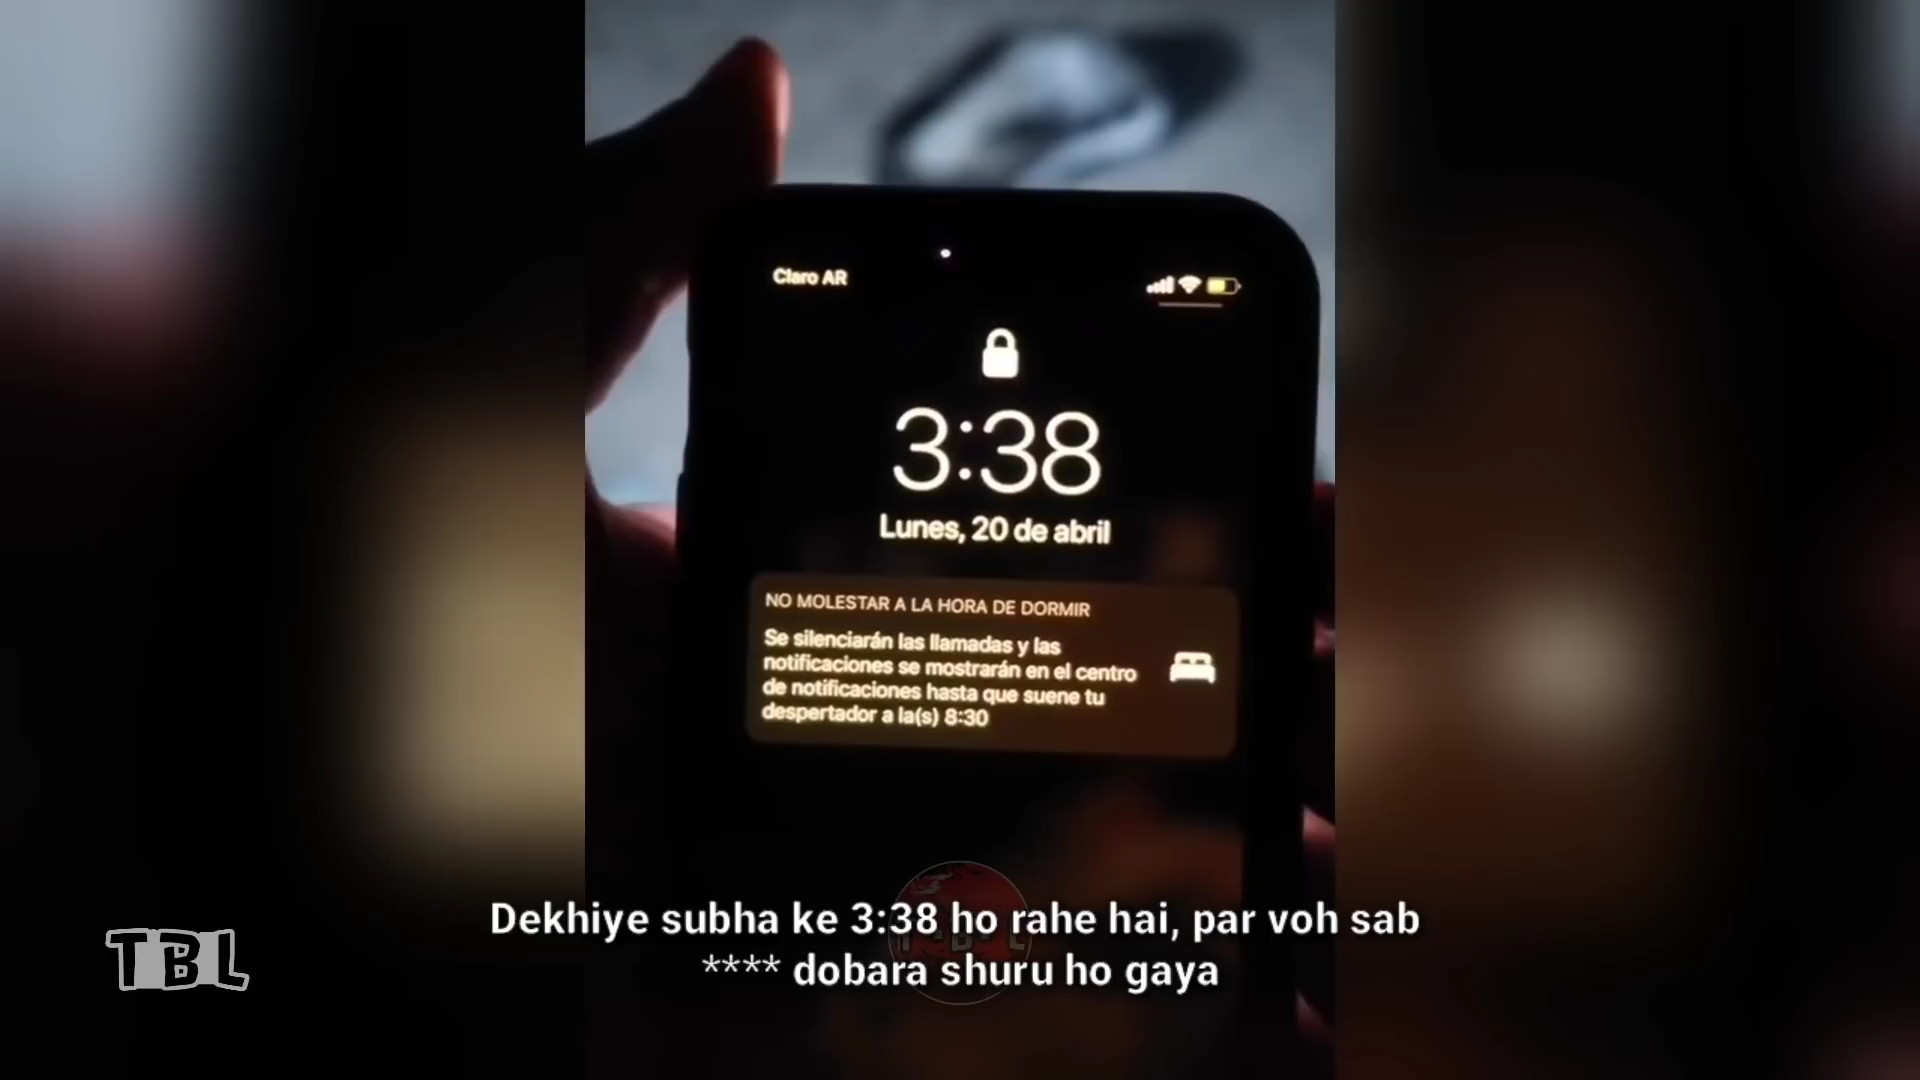 Claro AR
3:38
Lunes, 20 de abril
NO MOLESTAR A LA HORA DE DORMIR
Se silenciarán las llamadas y las
notificaciones se mostrarán en el centro
de notificaciones hasta que suene tu
despertador a la(s) 8:30
Dekhiye subha ke 3:38 ho rahe hai, par voh sab
**** dobara shuru ho gaya
TBL